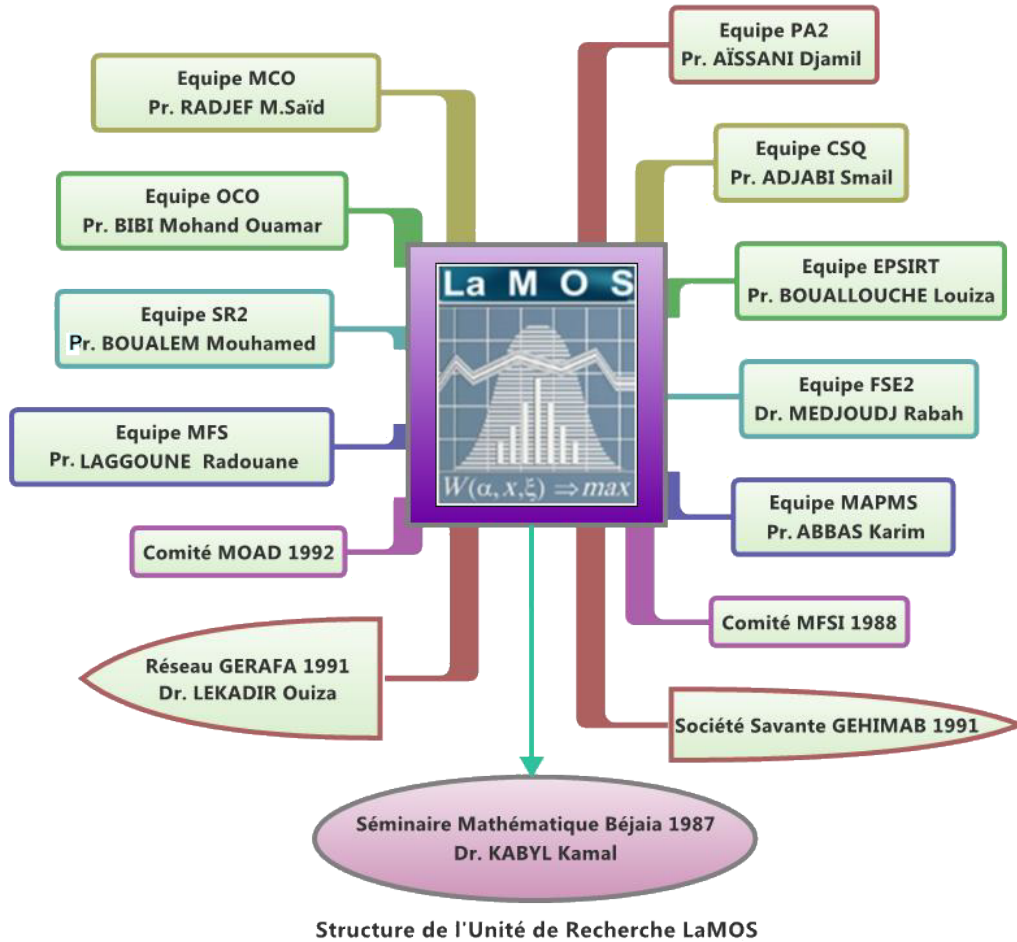 Equipe MCO
Pr. RADJEF M.Saïd
Equipe OCO
Pr. BIBI Mohand Ouamar
Equipe SR2
Pr. BOUALEM Mouhamed
Equipe MFS
Pr. LAGGOUNE Radouane
Comité MOAD 1992
Réseau GERAFA 1991
Dr. LEKADIR Ouiza
Equipe PA2
Pr. AÏSSANI Djamil
Equipe CSQ
Pr. ADJABI Smail
Equipe EPSIRT
Pr. BOUALLOUCHE Louiza
Equipe FSE2
Dr. MEDJOUDJ Rabah
Equipe MAPMS
Pr. ABBAS Karim
Comité MFSI 1988
Société Savante GEHIMAB 1991
La M O S
W(α, x,ξ) ⇒ max
Séminaire Mathématique Béjaia 1987
Dr. KABYL Kamal
Structure de l'Unité de Recherche LaMOS